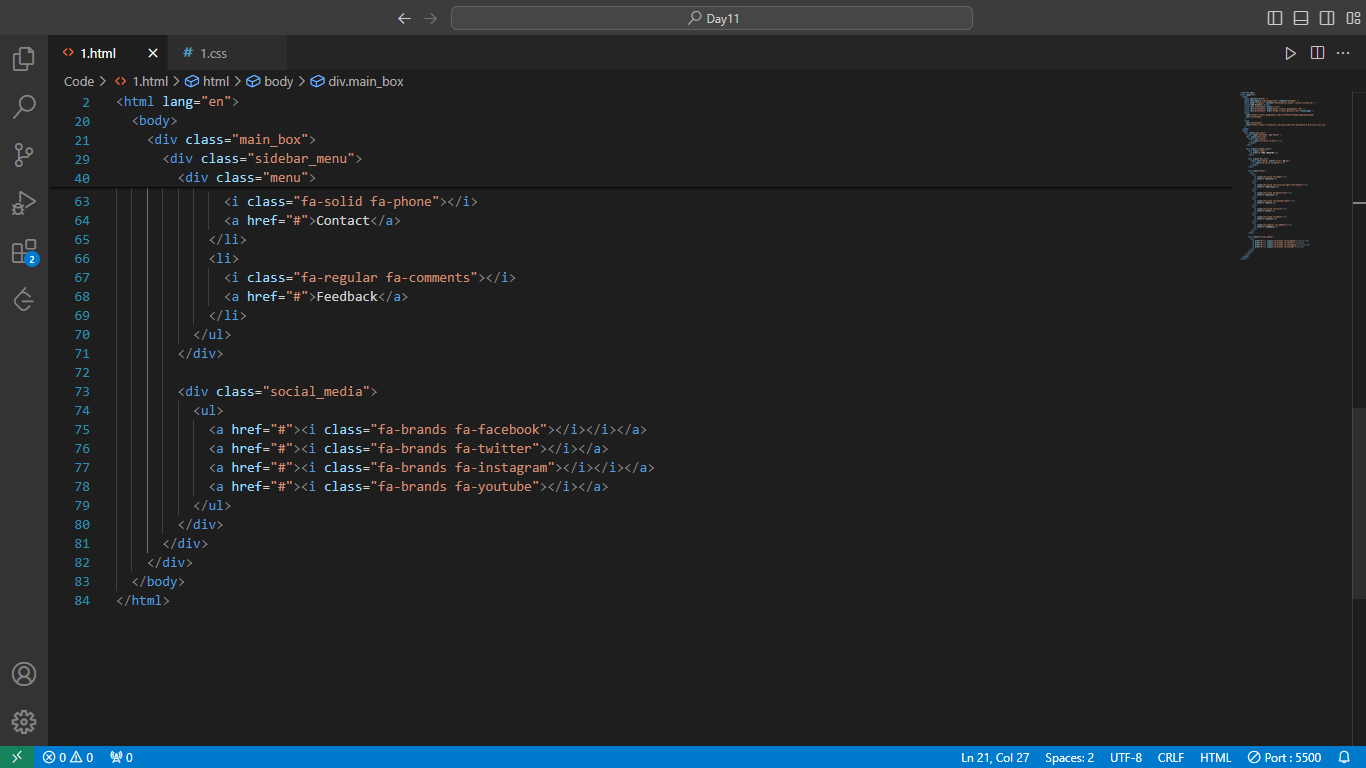 Day11
1.html
# 1.css
Code > <> 1.html > html > body > div.main_box
2 <html lang="en">
20 <body>
21 <div class="main_box">
29 <div class="sidebar_menu">
40 <div class="menu">
63 <i class="fa-solid fa-phone"></i>
64 <a href="#">Contact</a>
65 </li>
66 <li>
67 <i class="fa-regular fa-comments"></i>
68 <a href="#">Feedback</a>
69 </li>
70 </ul>
71 </div>
72
73 <div class="social_media">
74 <ul>
75 <a href="#"><i class="fa-brands fa-facebook"></i></i></a>
76 <a href="#"><i class="fa-brands fa-twitter"></i></a>
77 <a href="#"><i class="fa-brands fa-instagram"></i></i></a>
78 <a href="#"><i class="fa-brands fa-youtube"></i></a>
79 </ul>
80 </div>
81 </div>
82 </div>
83 </body>
84 </html>
2
0 0 0 Ln 21, Col 27 Spaces: 2 UTF-8 CRLF HTML Port : 5500